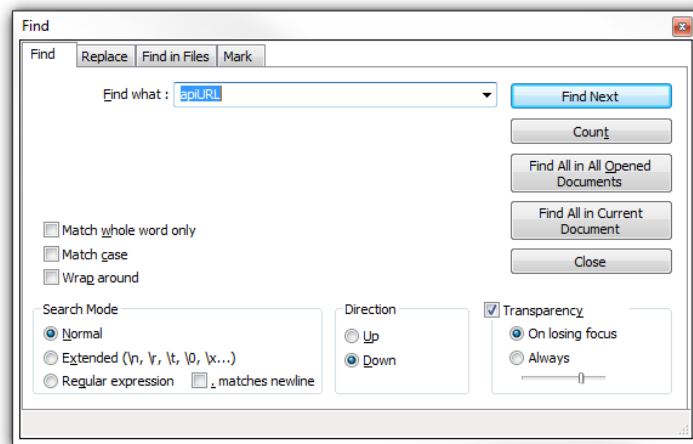 Find
Find Replace Find in Files Mark
Find what : apiURL
Find Next
Count
Find All in All Opened
Documents
Find All in Current
Document
Close
Match whole word only
Match case
Wrap around
Search Mode
Normal
Extended (\n, \r, \t, \0, \x...)
Regular expression . matches newline
Direction
Up
Down
Transparency
On losing focus
Always